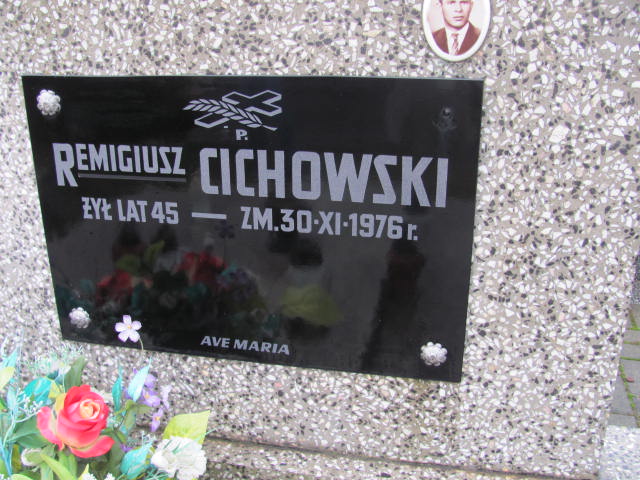 P.
REMIGIUSZ CICHOWSKI
ŻYŁ LAT 45 — ZM. 30·XI·1976 r.
AVE MARIA